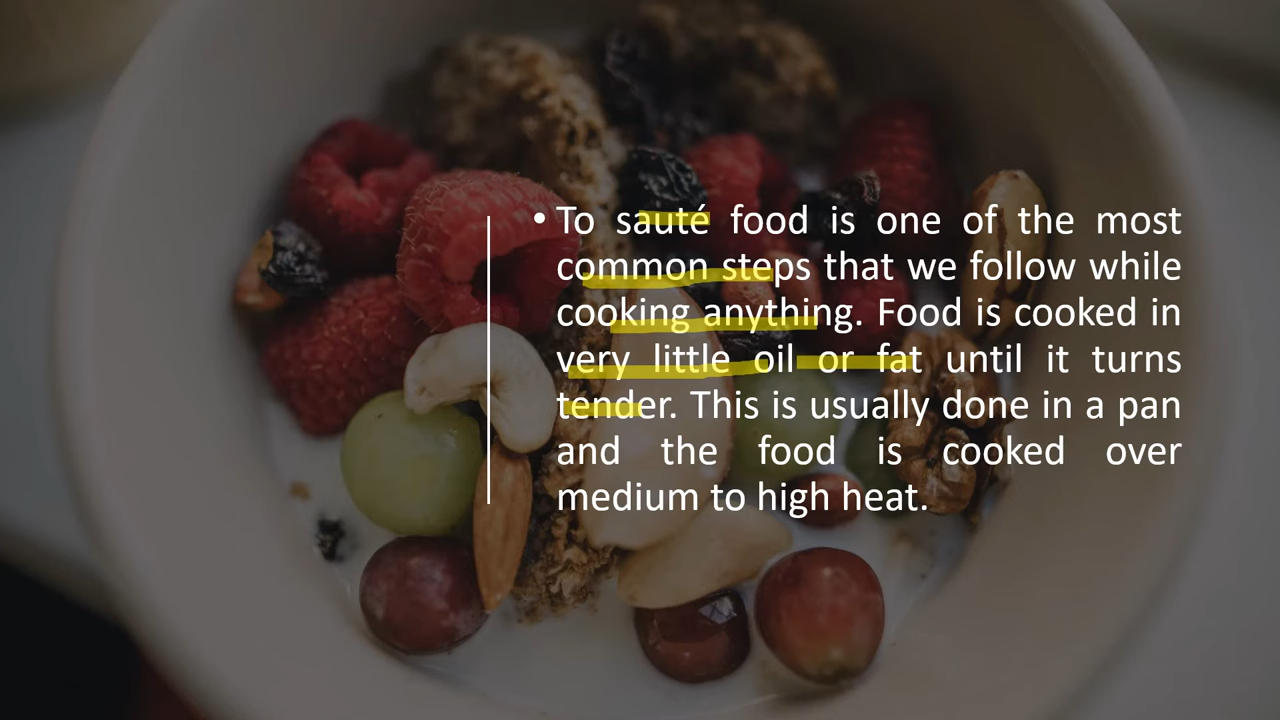 • To sauté food is one of the most
common steps that we follow while
cooking anything. Food is cooked in
very little oil or fat until it turns
tender. This is usually done in a pan
and the food is cooked over
medium to high heat.